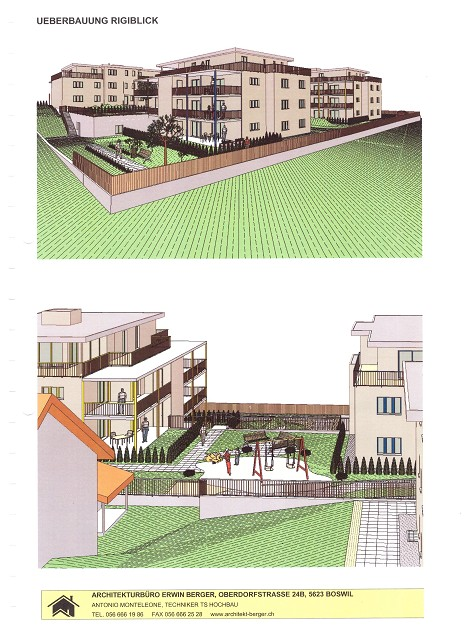 UEBERBAUUNG RIGIBLICK
ARCHITEKTURBÜRO ERWIN BERGER, OBERDORFSTRASSE 24B, 5623 BOSWIL
ANTONIO MONTELEONE, TECHNIKER TS HOCHBAU
TEL. 056 666 19 86 FAX 056 666 25 28 www.architekt-berger.ch